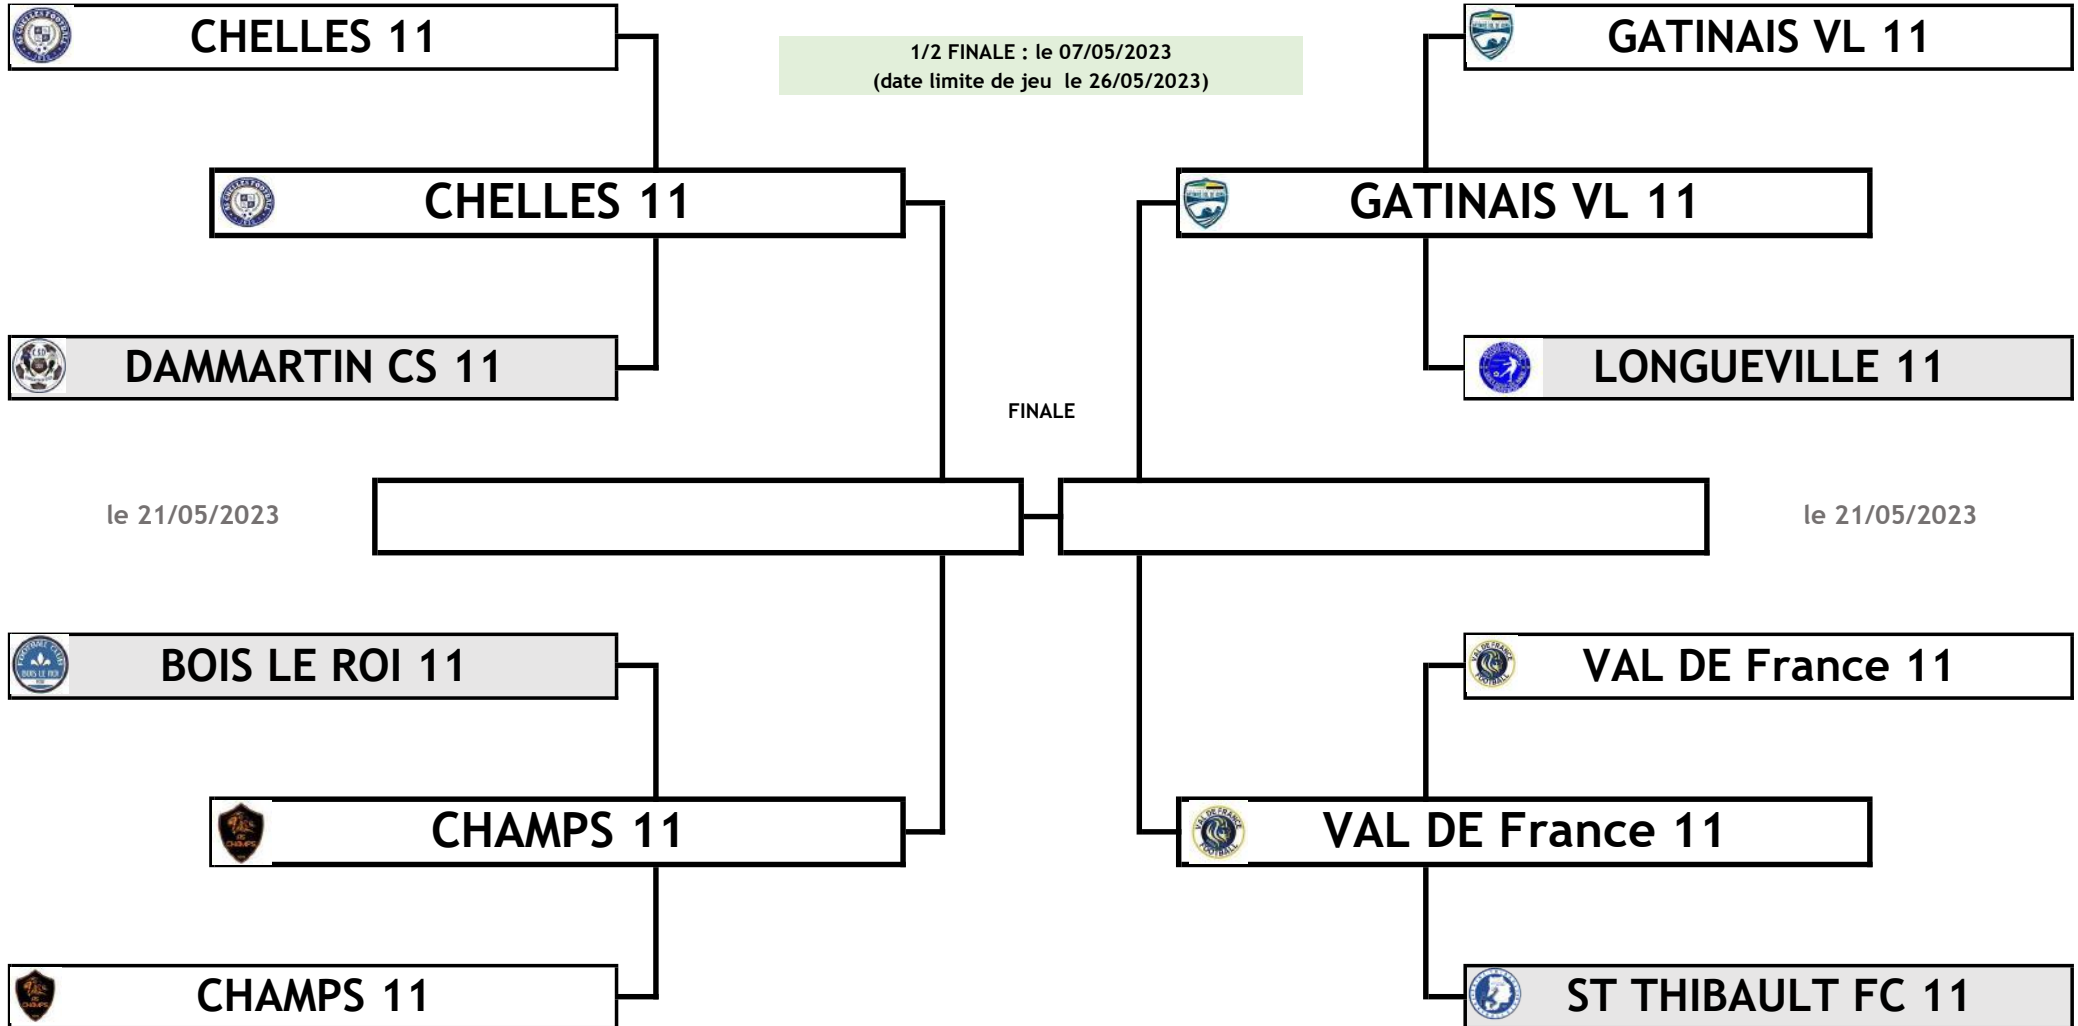 CHELLES 11
GATINAIS VL 11
1/2 FINALE : le 07/05/2023
(date limite de jeu le 26/05/2023)
CHELLES 11
GATINAIS VL 11
DAMMARTIN CS 11
LONGUEVILLE 11
FINALE
le 21/05/2023
le 21/05/2023
BOIS LE ROI 11
VAL DE France 11
CHAMPS 11
VAL DE France 11
CHAMPS 11
ST THIBAULT FC 11